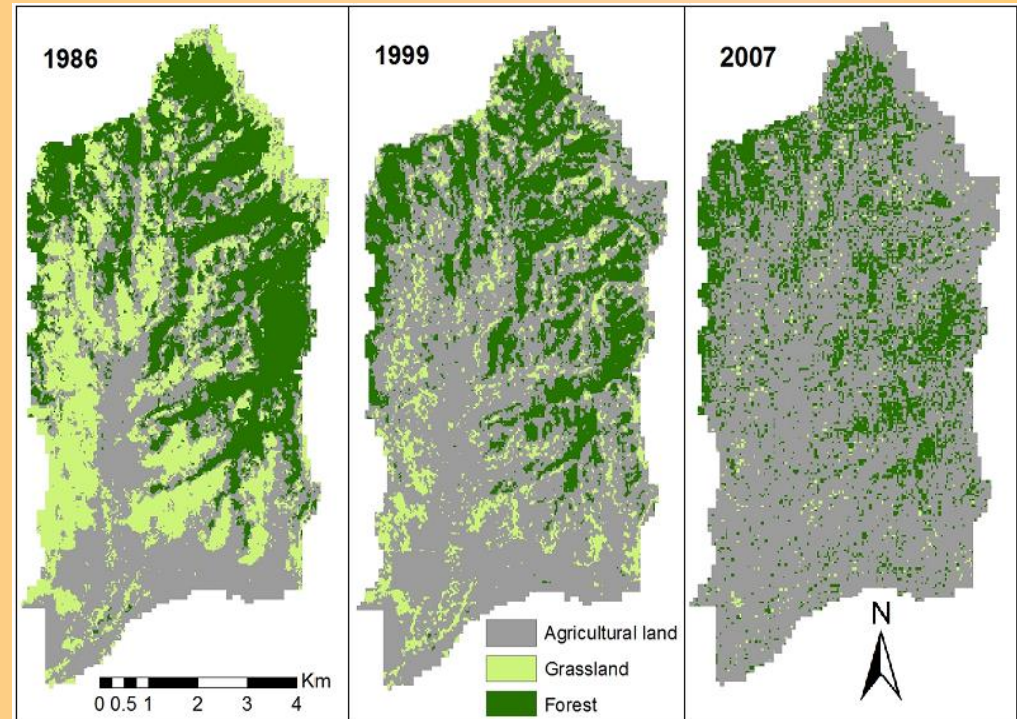 1986
1999
2007
Agricultural land
Grassland
Forest
Km
0 0.5 1 2 3 4
N